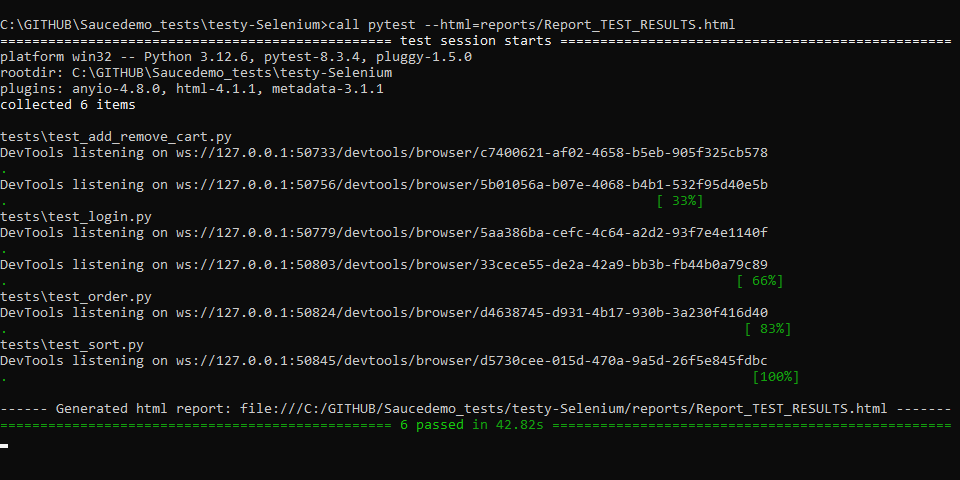 C:\GITHUB\Saucedemo_tests\testy-Selenium>call pytest --html=reports/Report_TEST_RESULTS.html
================================================= test session starts =================================================
platform win32 -- Python 3.12.6, pytest-8.3.4, pluggy-1.5.0
rootdir: C:\GITHUB\Saucedemo_tests\testy-Selenium
plugins: anyio-4.8.0, html-4.1.1, metadata-3.1.1
collected 6 items

tests\test_add_remove_cart.py
DevTools listening on ws://127.0.0.1:50733/devtools/browser/c7400621-af02-4658-b5eb-905f325cb578
.
DevTools listening on ws://127.0.0.1:50756/devtools/browser/5b01056a-b07e-4068-b4b1-532f95d40e5b
. [ 33%]
tests\test_login.py
DevTools listening on ws://127.0.0.1:50779/devtools/browser/5aa386ba-cefc-4c64-a2d2-93f7e4e1140f
.
DevTools listening on ws://127.0.0.1:50803/devtools/browser/33cece55-de2a-42a9-bb3b-fb44b0a79c89
. [ 66%]
tests\test_order.py
DevTools listening on ws://127.0.0.1:50824/devtools/browser/d4638745-d931-4b17-930b-3a230f416d40
. [ 83%]
tests\test_sort.py
DevTools listening on ws://127.0.0.1:50845/devtools/browser/d5730cee-015d-470a-9a5d-26f5e845fdbc
. [100%]

------ Generated html report: file:///C:/GITHUB/Saucedemo_tests/testy-Selenium/reports/Report_TEST_RESULTS.html -------
================================================= 6 passed in 42.82s ==================================================